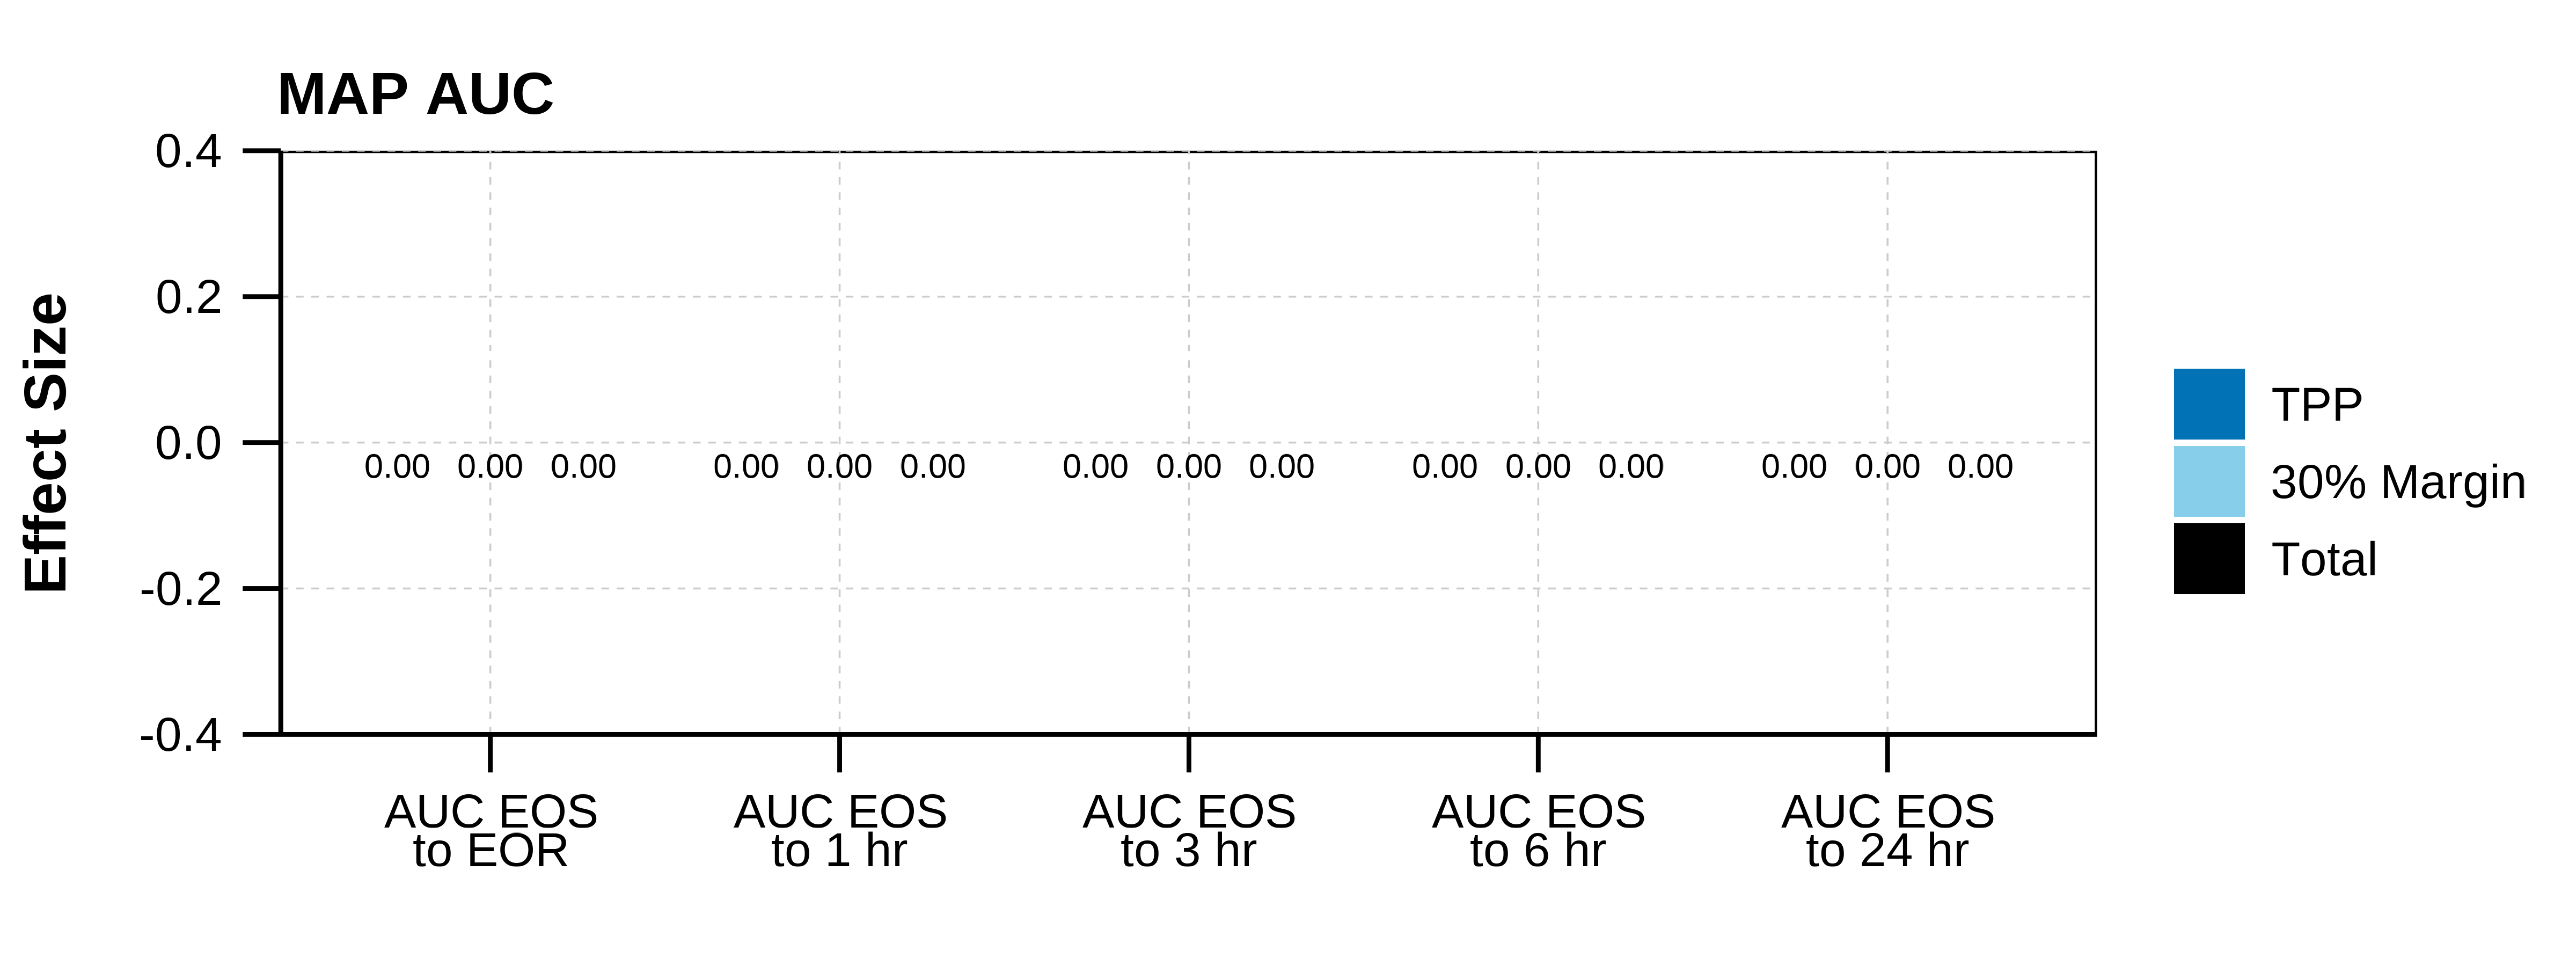 MAP AUC
Effect Size
0.4
0.2
0.0
-0.2
-0.4
0.00 0.00 0.00 0.00 0.00 0.00 0.00 0.00 0.00 0.00 0.00 0.00 0.00 0.00 0.00
AUC EOS
to EOR
AUC EOS
to 1 hr
AUC EOS
to 3 hr
AUC EOS
to 6 hr
AUC EOS
to 24 hr
TPP
30% Margin
Total